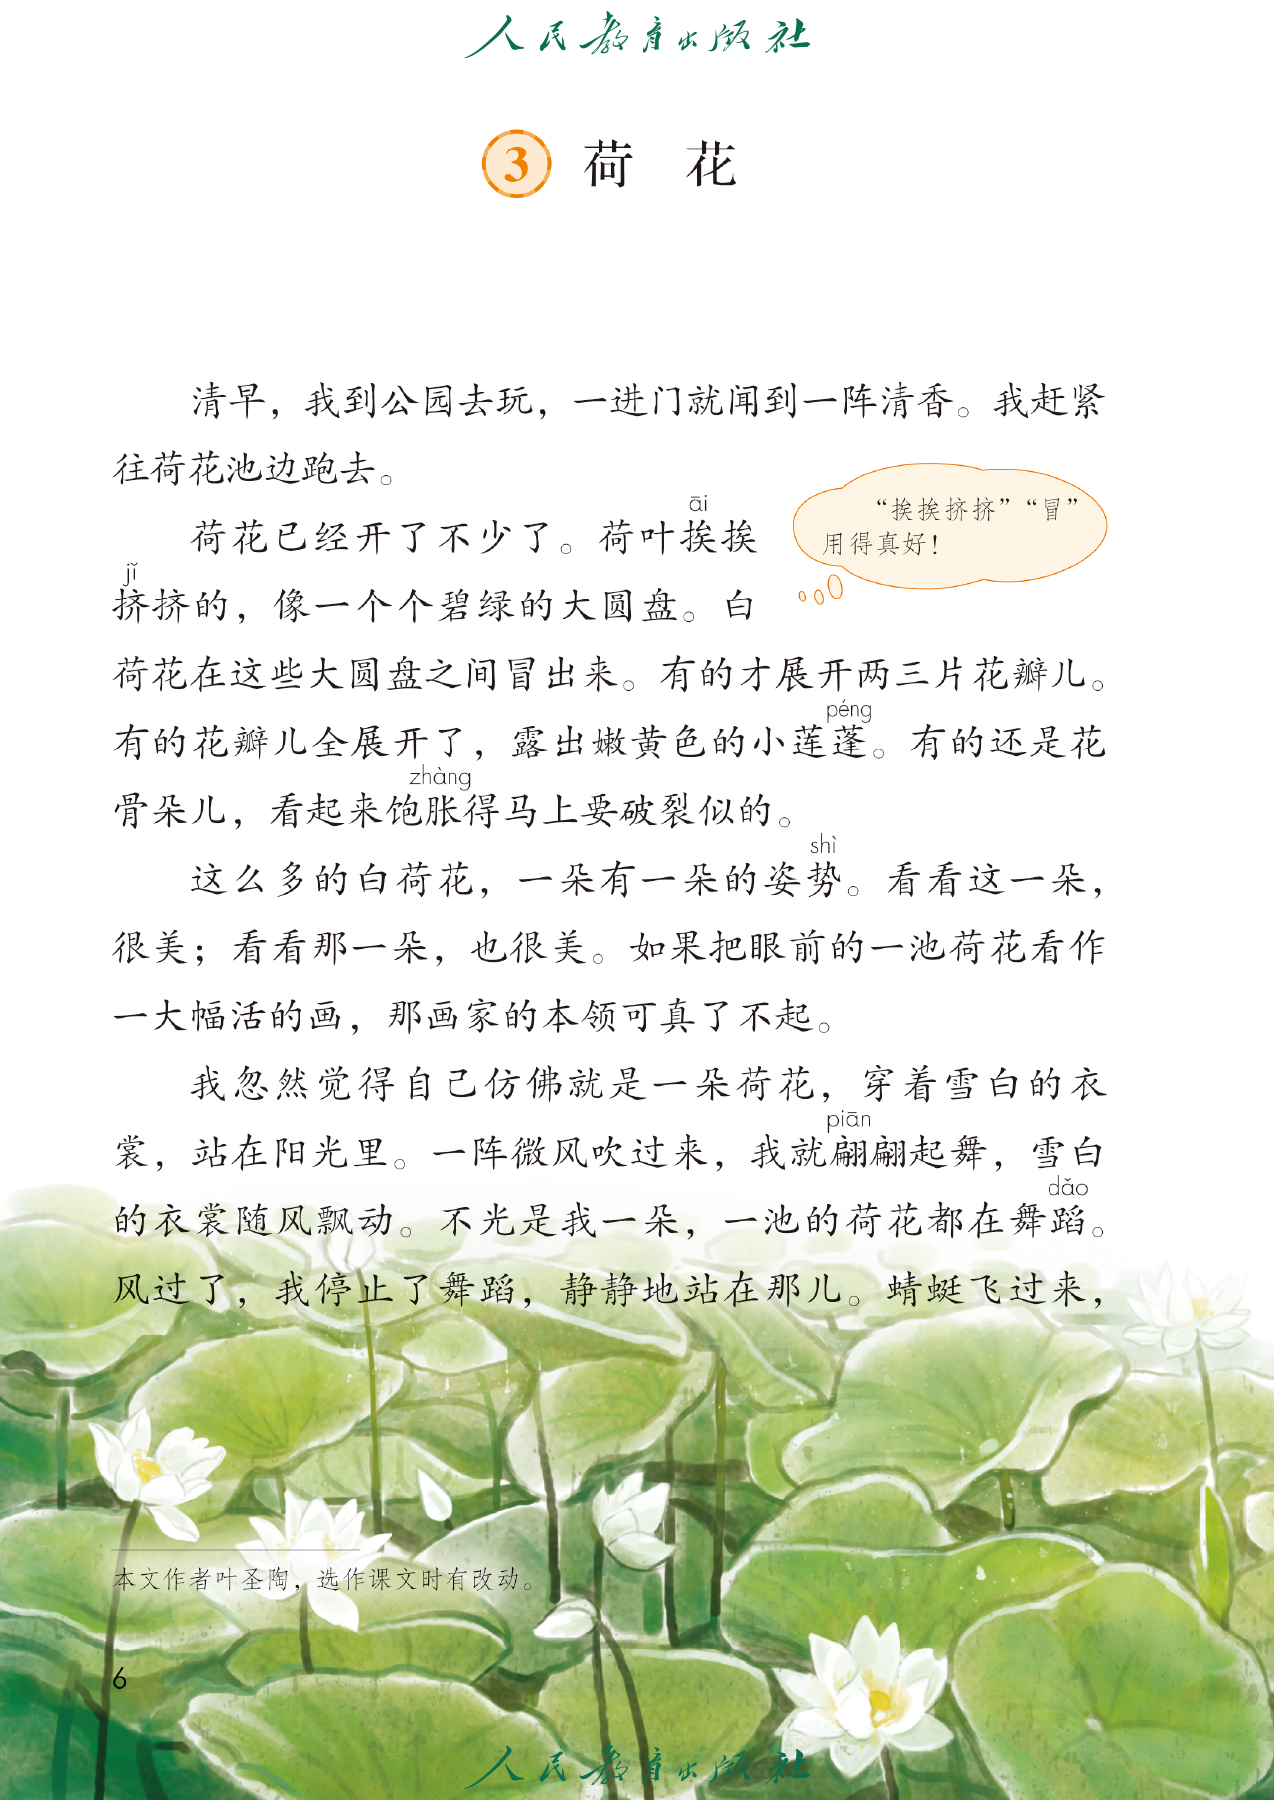 人民教育出版社
3 荷 花
清早，我到公园去玩，一进门就闻到一阵清香。我赶紧
往荷花池边跑去。
āi
荷花已经开了不少了。荷叶挨挨
jǐ
挤挤的，像一个个碧绿的大圆盘。白
“挨挨挤挤”“冒”
用得真好！
荷花在这些大圆盘之间冒出来。有的才展开两三片花瓣儿。
péng
有的花瓣儿全展开了，露出嫩黄色的小莲蓬。有的还是花
zhàng
骨朵儿，看起来饱胀得马上要破裂似的。
shì
这么多的白荷花，一朵有一朵的姿势。看看这一朵，
很美；看看那一朵，也很美。如果把眼前的一池荷花看作
一大幅活的画，那画家的本领可真了不起。
我忽然觉得自己仿佛就是一朵荷花，穿着雪白的衣
piān
裳，站在阳光里。一阵微风吹过来，我就翩翩起舞，雪白
dǎo
的衣裳随风飘动。不光是我一朵，一池的荷花都在舞蹈。
风过了，我停止了舞蹈，静静地站在那儿。蜻蜓飞过来，
本文作者叶圣陶，选作课文时有改动。
6
人民教育出版社